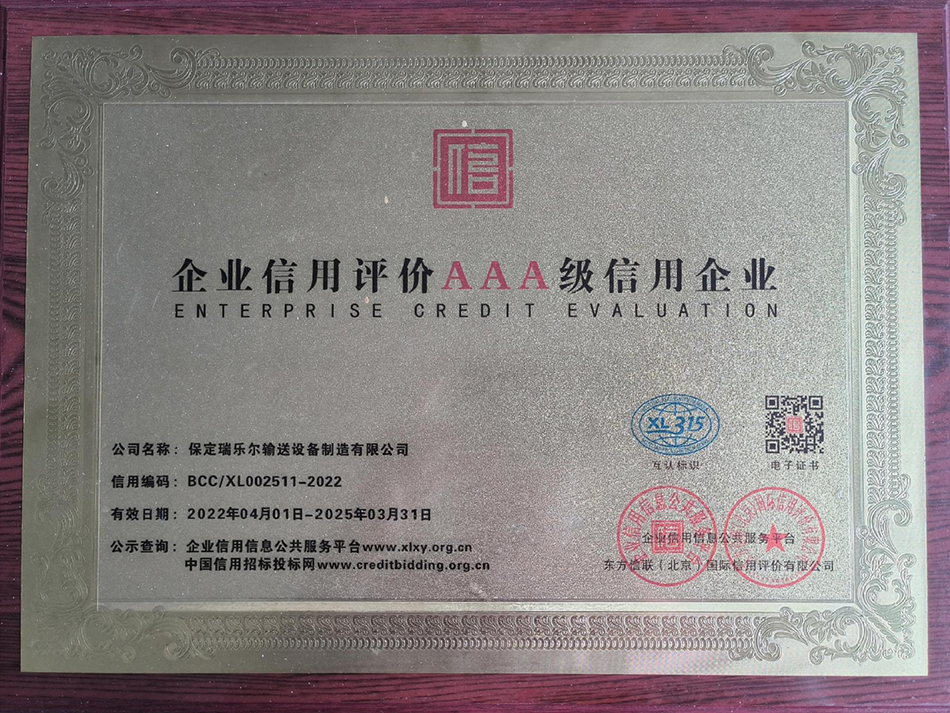 信
企业信用评价AAA级信用企业
ENTERPRISE CREDIT EVALUATION
XL315
互认标识
电子证书
公司名称：保定瑞乐尔输送设备制造有限公司
信用编码：BCC/XL002511-2022
有效日期：2022年04月01日-2025年03月31日
公示查询：企业信用信息公共服务平台www.xlxy.org.cn
中国信用招标投标网www.creditbidding.org.cn
企业信用信息公共服务平台
东方信联（北京）国际信用评价有限公司